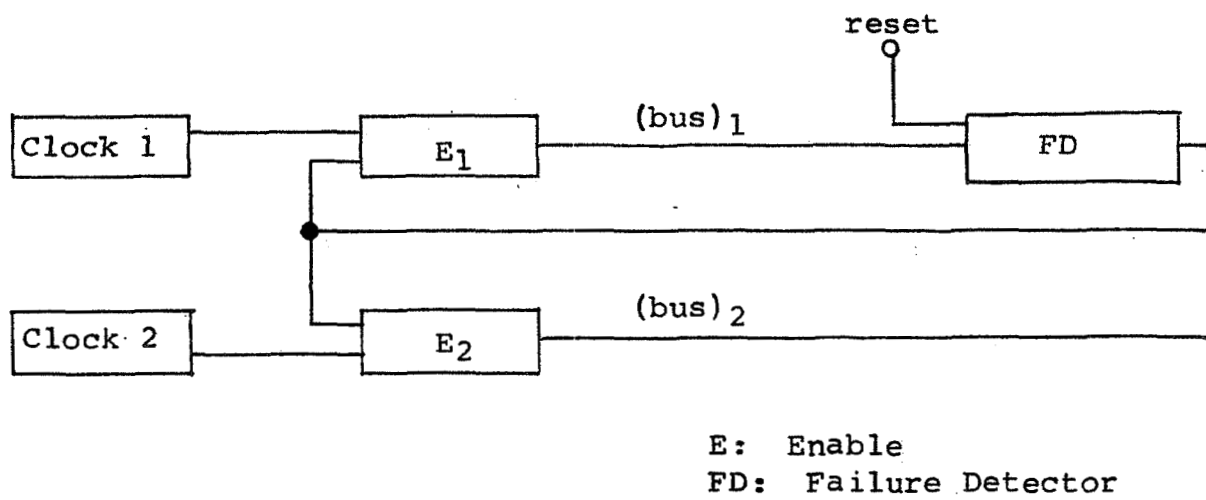 reset
(bus)1
Clock 1
E1
FD
(bus)2
Clock 2
E2
E: Enable
FD: Failure Detector